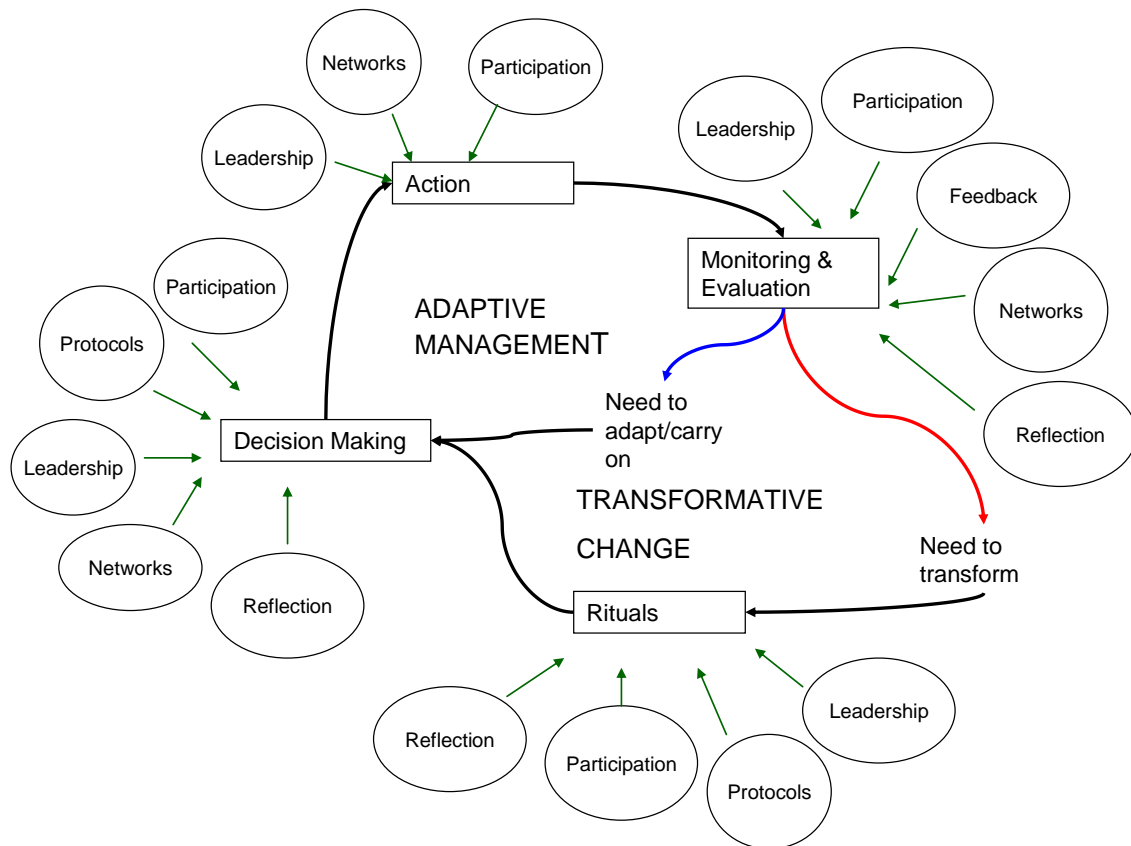 Networks
Participation
Leadership
Action
Leadership
Participation
Feedback
Monitoring &
Evaluation
Networks
Reflection
Participation
Protocols
Leadership
Networks
Reflection
Decision Making
ADAPTIVE
MANAGEMENT
Need to
adapt/carry
on
TRANSFORMATIVE
CHANGE
Need to
transform
Rituals
Reflection
Participation
Protocols
Leadership